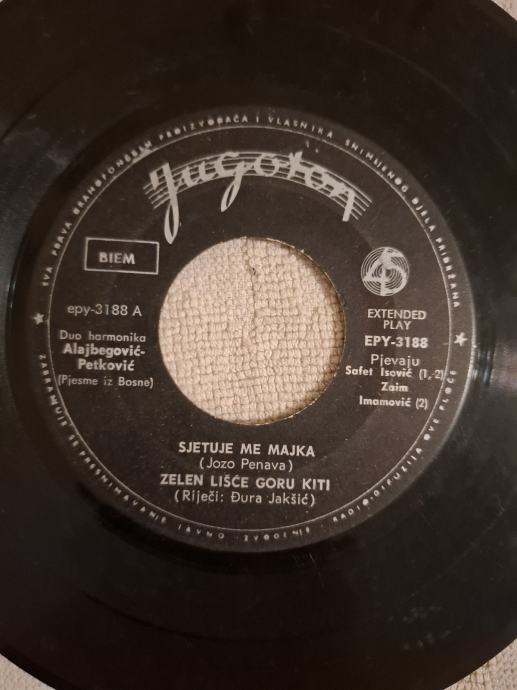 SVA PRAVA GRAMOFONSKIH PROIZVOĐAČA I VLASNIKA SNIMLJENOG DJELA PRIDRŽANA
Jugoton
BIEM
45
epy-3188 A
EXTENDED
PLAY
EPY-3188
Duo harmonika
Alajbegović-
Petković
(Pjesme iz Bosne)
Pjevaju
Safet Isović (1, 2)
Zaim
Imamović (2)
SJETUJE ME MAJKA
(Jozo Penava)
ZELEN LIŠĆE GORU KITI
(Riječi: Đura Jakšić)
ZABRANJUJE SE PRESNIMAVANJE JAVNO IZVOĐENJE RADIO-DIFUZIJA OVE PLOČE